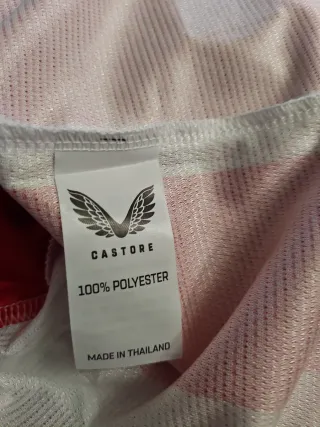 CASTORE
100% POLYESTER
MADE IN THAILAND